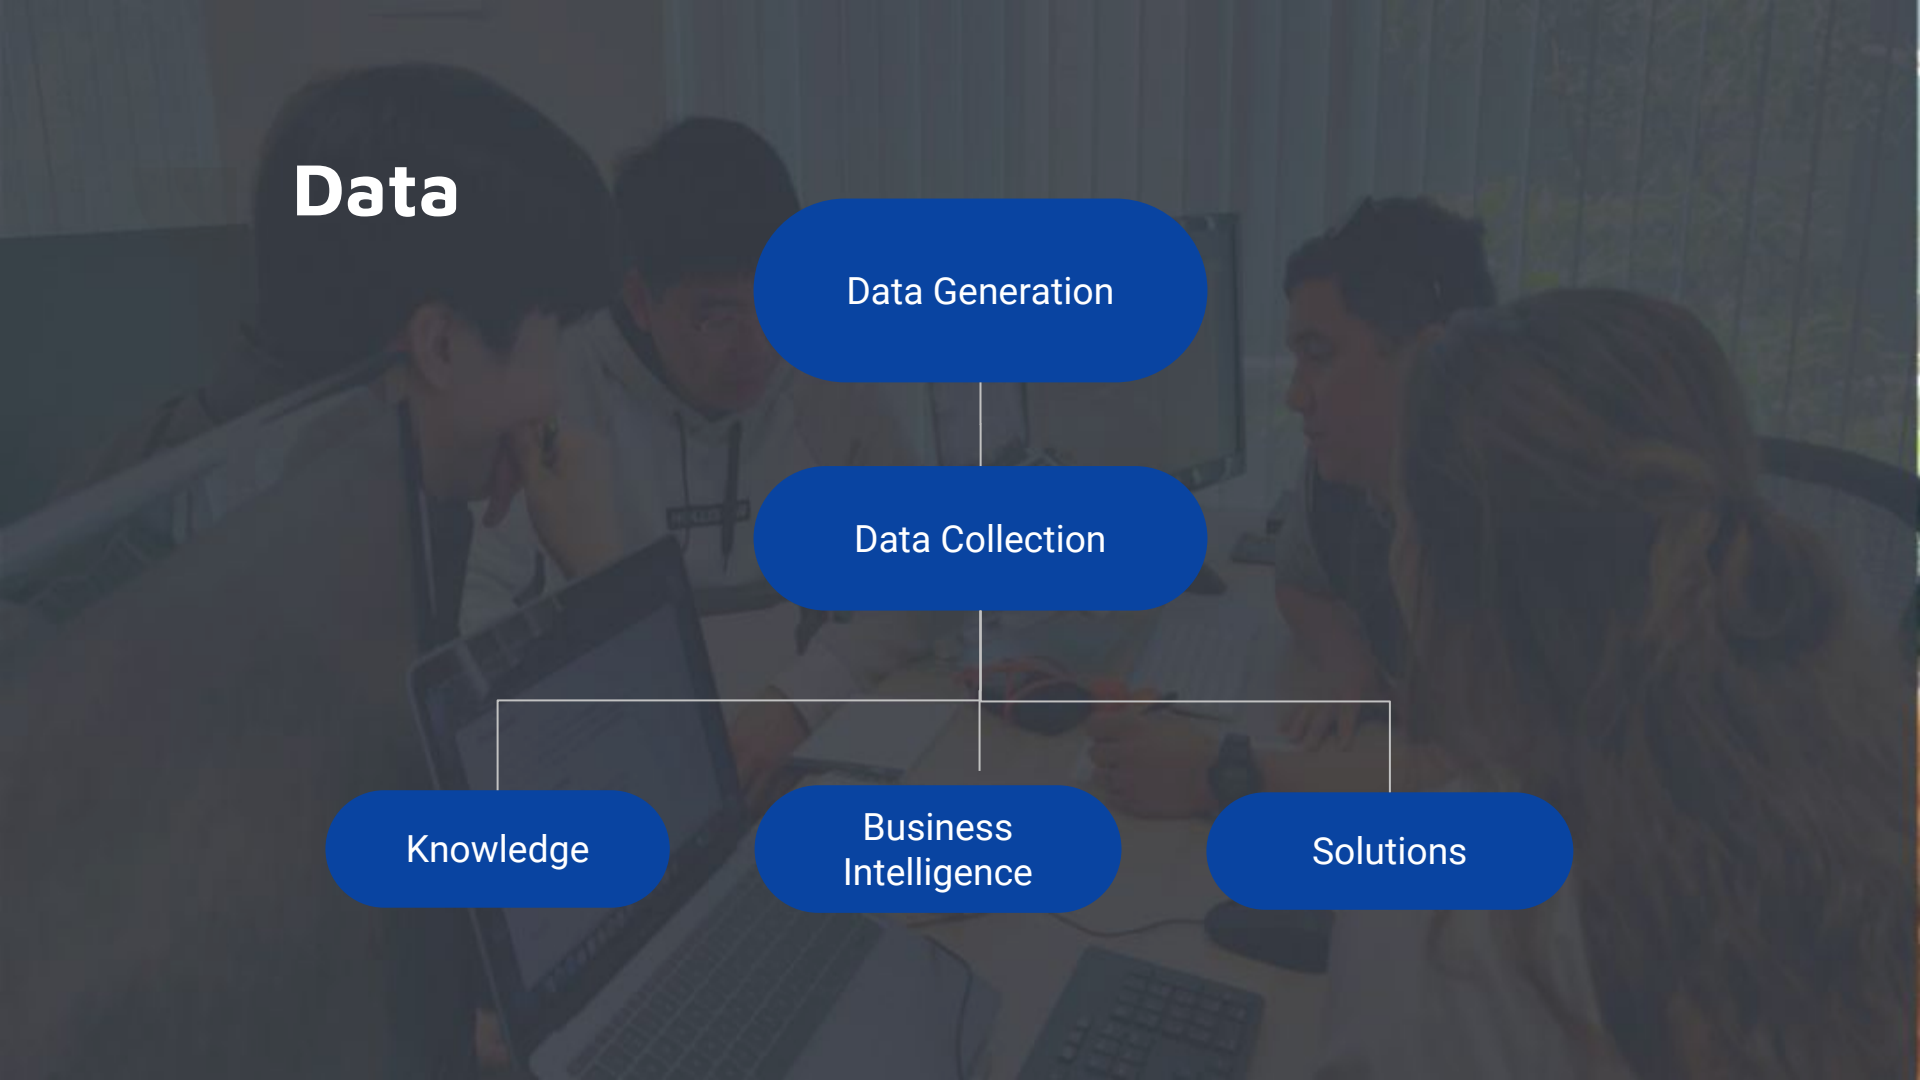 Data
Data Generation
Data Collection
Knowledge
Business
Intelligence
Solutions